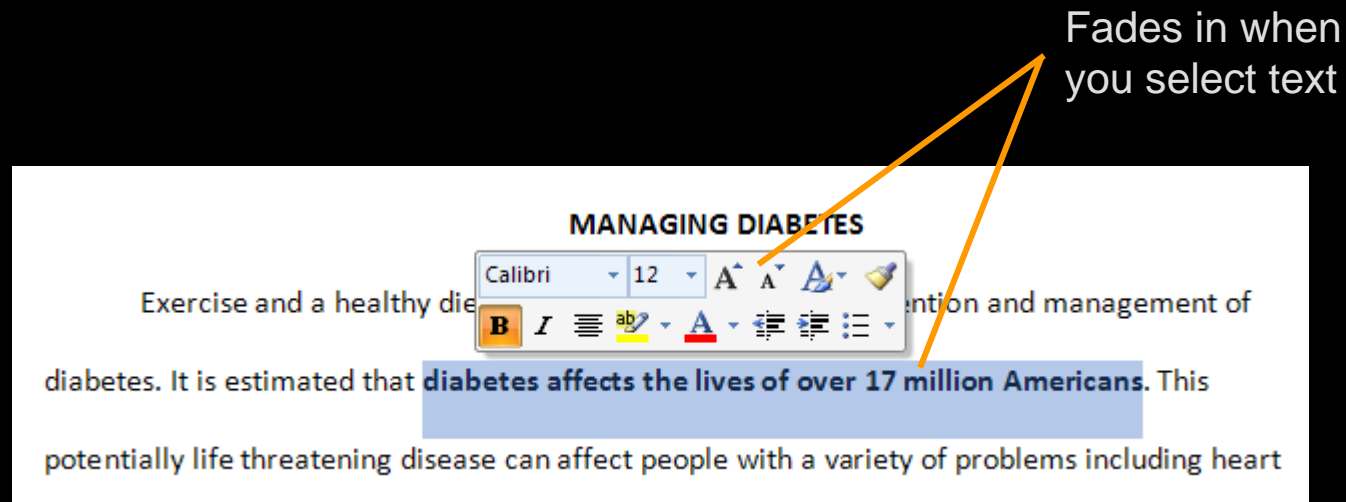 Fades in when
you select text
MANAGING DIABETES
Calibri 12 A A A
B I ab A
Exercise and a healthy die ntion and management of
diabetes. It is estimated that diabetes affects the lives of over 17 million Americans. This
potentially life threatening disease can affect people with a variety of problems including heart